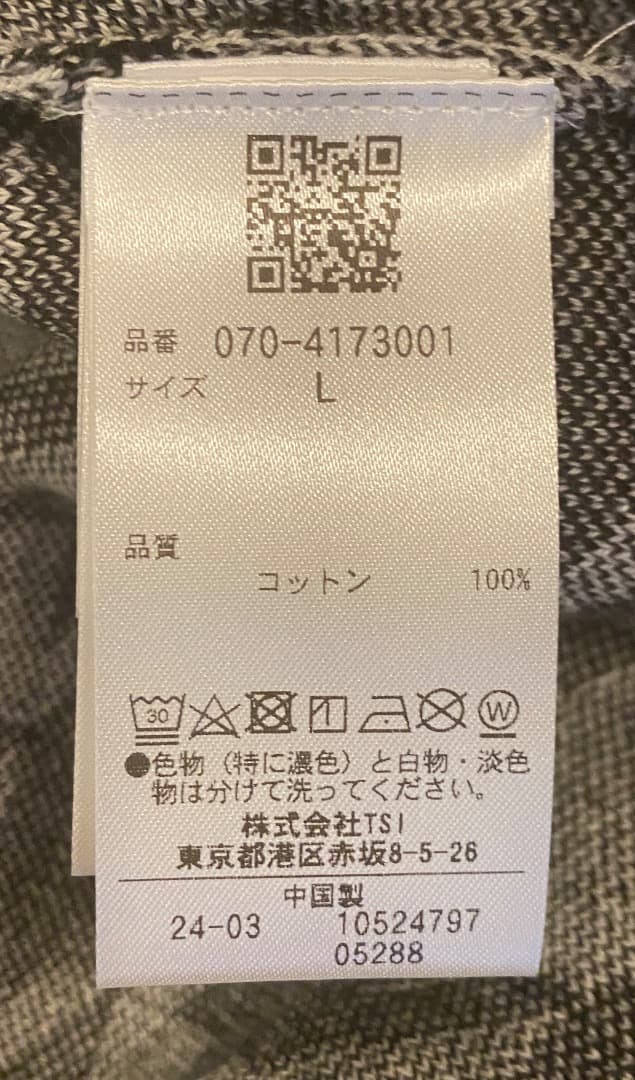 品番 070-4173001
サイズ L
品質
コットン 100%
30
W
●色物（特に濃色）と白物・淡色
物は分けて洗ってください。
株式会社TSI
東京都港区赤坂8-5-26
中国製
24-03 10524797
05288